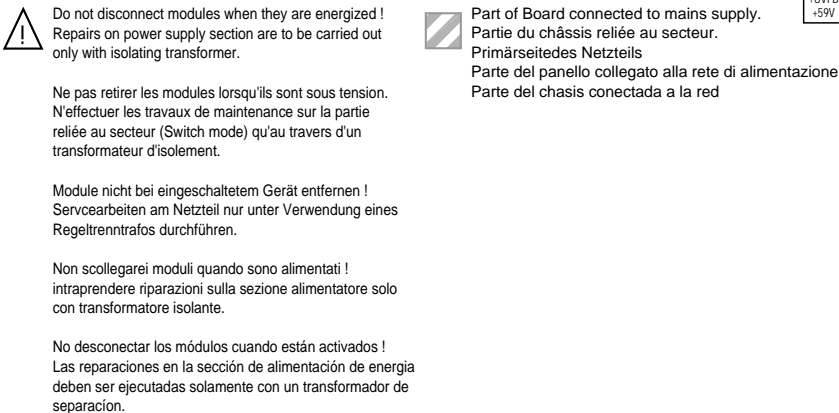 Do not disconnect modules when they are energized !
Repairs on power supply section are to be carried out
only with isolating transformer.
Ne pas retirer les modules lorsqu'ils sont sous tension.
N'effectuer les travaux de maintenance sur la partie
reliée au secteur (Switch mode) qu'au travers d'un
transformateur d'isolement.
Module nicht bei eingeschaltetem Gerät entfernen !
Servcearbeiten am Netzteil nur unter Verwendung eines
Regeltrenntrafos durchführen.
Non scollegarei moduli quando sono alimentati !
intraprendere riparazioni sulla sezione alimentatore solo
con transformatore isolante.
No desconectar los módulos cuando están activados !
Las reparaciones en la sección de alimentación de energia
deben ser ejecutadas solamente con un transformador de
separacíon.
Part of Board connected to mains supply.
Partie du châssis reliée au secteur.
Primärseitedes Netzteils
Parte del panello collegato alla rete di alimentazione
Parte del chasis conectada a la red
+59V